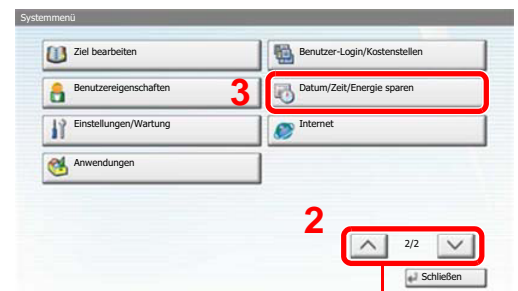 Systemmenü
Ziel bearbeiten
Benutzer-Login/Kostenstellen
Benutzereigenschaften
3
Datum/Zeit/Energie sparen
Einstellungen/Wartung
Internet
Anwendungen
2
2/2
Schließen